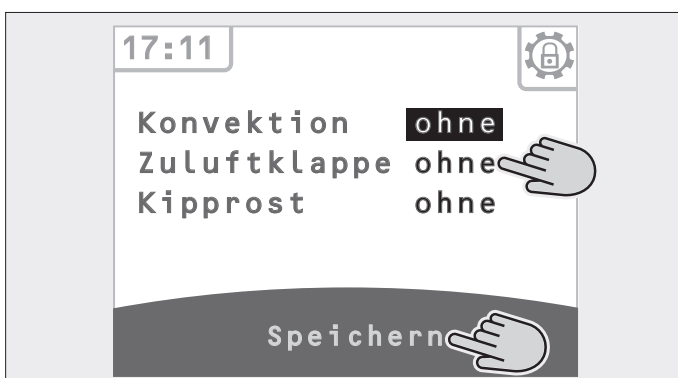 17:11
Konvektion ohne
Zuluftklappe ohne
Kipprost ohne
Speichern